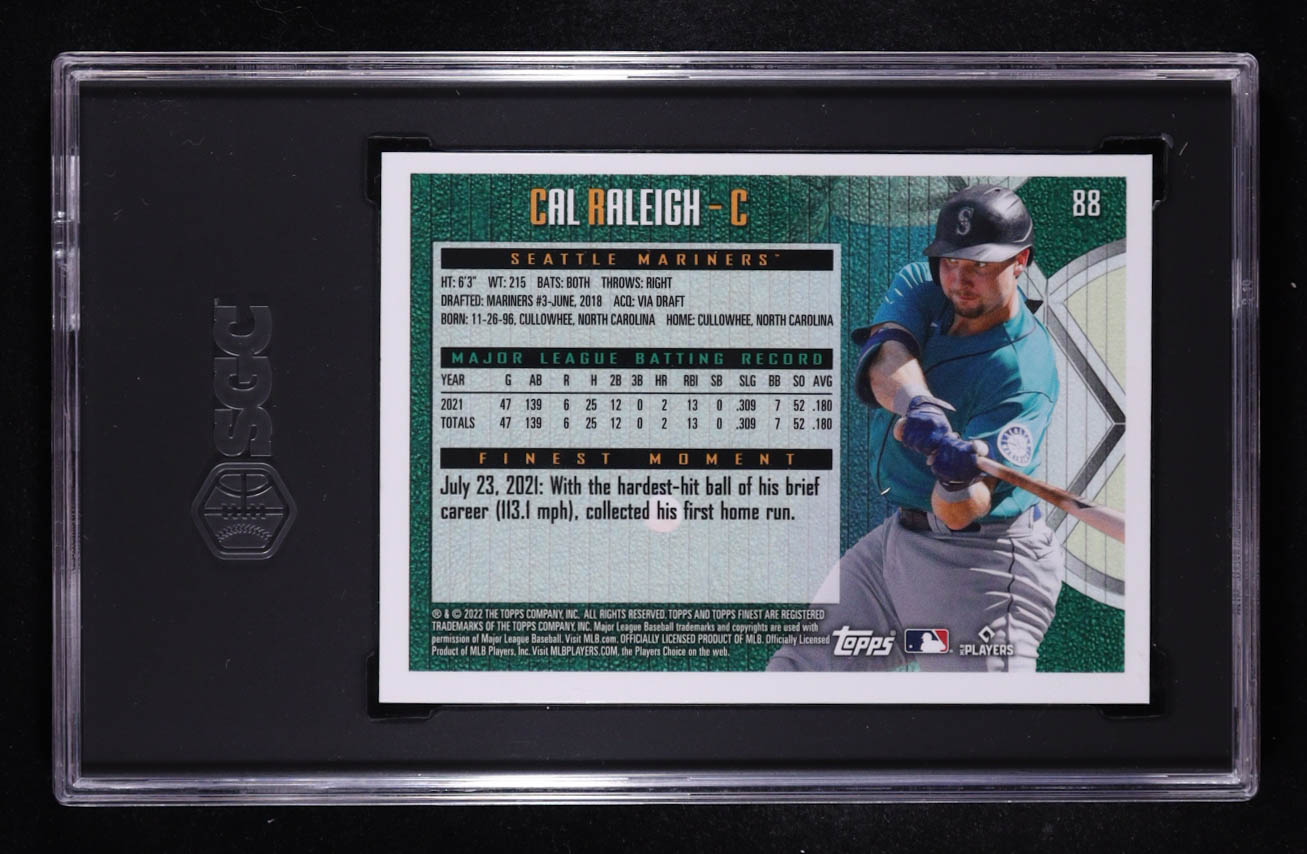 CAL RALEIGH - C
88
SEATTLE MARINERS™
HT: 6'3" WT: 215 BATS: BOTH THROWS: RIGHT
DRAFTED: MARINERS #3-JUNE, 2018 ACQ: VIA DRAFT
BORN: 11-26-96, CULLOWHEE, NORTH CAROLINA HOME: CULLOWHEE, NORTH CAROLINA
MAJOR LEAGUE BATTING RECORD
YEAR G AB R H 2B 3B HR RBI SB SLG BB SO AVG
2021 47 139 6 25 12 0 2 13 0 .309 7 52 .180
TOTALS 47 139 6 25 12 0 2 13 0 .309 7 52 .180
FINEST MOMENT
July 23, 2021: With the hardest-hit ball of his brief
career (113.1 mph), collected his first home run.
® & © 2022 THE TOPPS COMPANY, INC. ALL RIGHTS RESERVED. TOPPS AND TOPPS FINEST ARE REGISTERED
TRADEMARKS OF THE TOPPS COMPANY, INC. Major League Baseball trademarks and copyrights are used with
permission of Major League Baseball. Visit MLB.com. OFFICIALLY LICENSED PRODUCT OF MLB. Officially Licensed
Product of MLB Players, Inc. Visit MLBPLAYERS.COM, the Players Choice on the web.
topps®
MLB PLAYERS
S
SGC